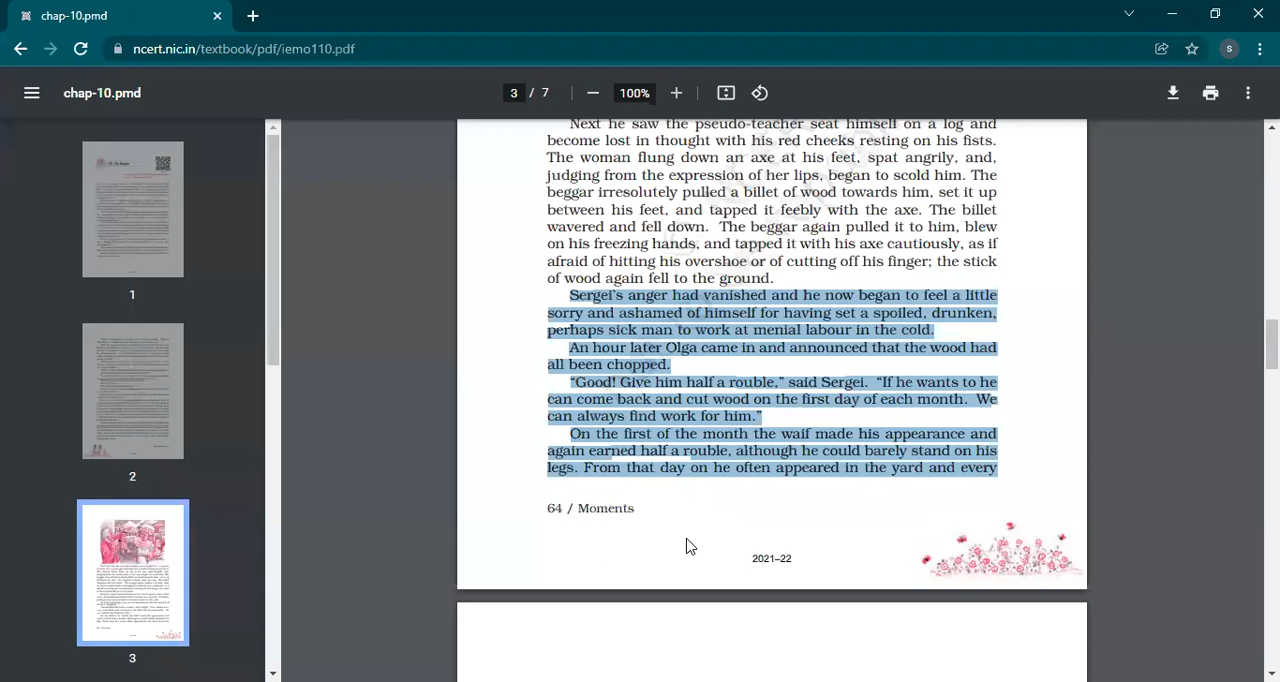 chap-10.pmd
ncert.nic.in/textbook/pdf/iemo110.pdf
S
chap-10.pmd
3 / 7
100%
1
2
3
Next he saw the pseudo-teacher seat himself on a log and
become lost in thought with his red cheeks resting on his fists.
The woman flung down an axe at his feet, spat angrily, and,
judging from the expression of her lips, began to scold him. The
beggar irresolutely pulled a billet of wood towards him, set it up
between his feet, and tapped it feebly with the axe. The billet
wavered and fell down. The beggar again pulled it to him, blew
on his freezing hands, and tapped it with his axe cautiously, as if
afraid of hitting his overshoe or of cutting off his finger; the stick
of wood again fell to the ground.
Sergei's anger had vanished and he now began to feel a little
sorry and ashamed of himself for having set a spoiled, drunken,
perhaps sick man to work at menial labour in the cold.
An hour later Olga came in and announced that the wood had
all been chopped.
“Good! Give him half a rouble,” said Sergei. “If he wants to he
can come back and cut wood on the first day of each month. We
can always find work for him.”
On the first of the month the waif made his appearance and
again earned half a rouble, although he could barely stand on his
legs. From that day on he often appeared in the yard and every
64 / Moments
2021–22